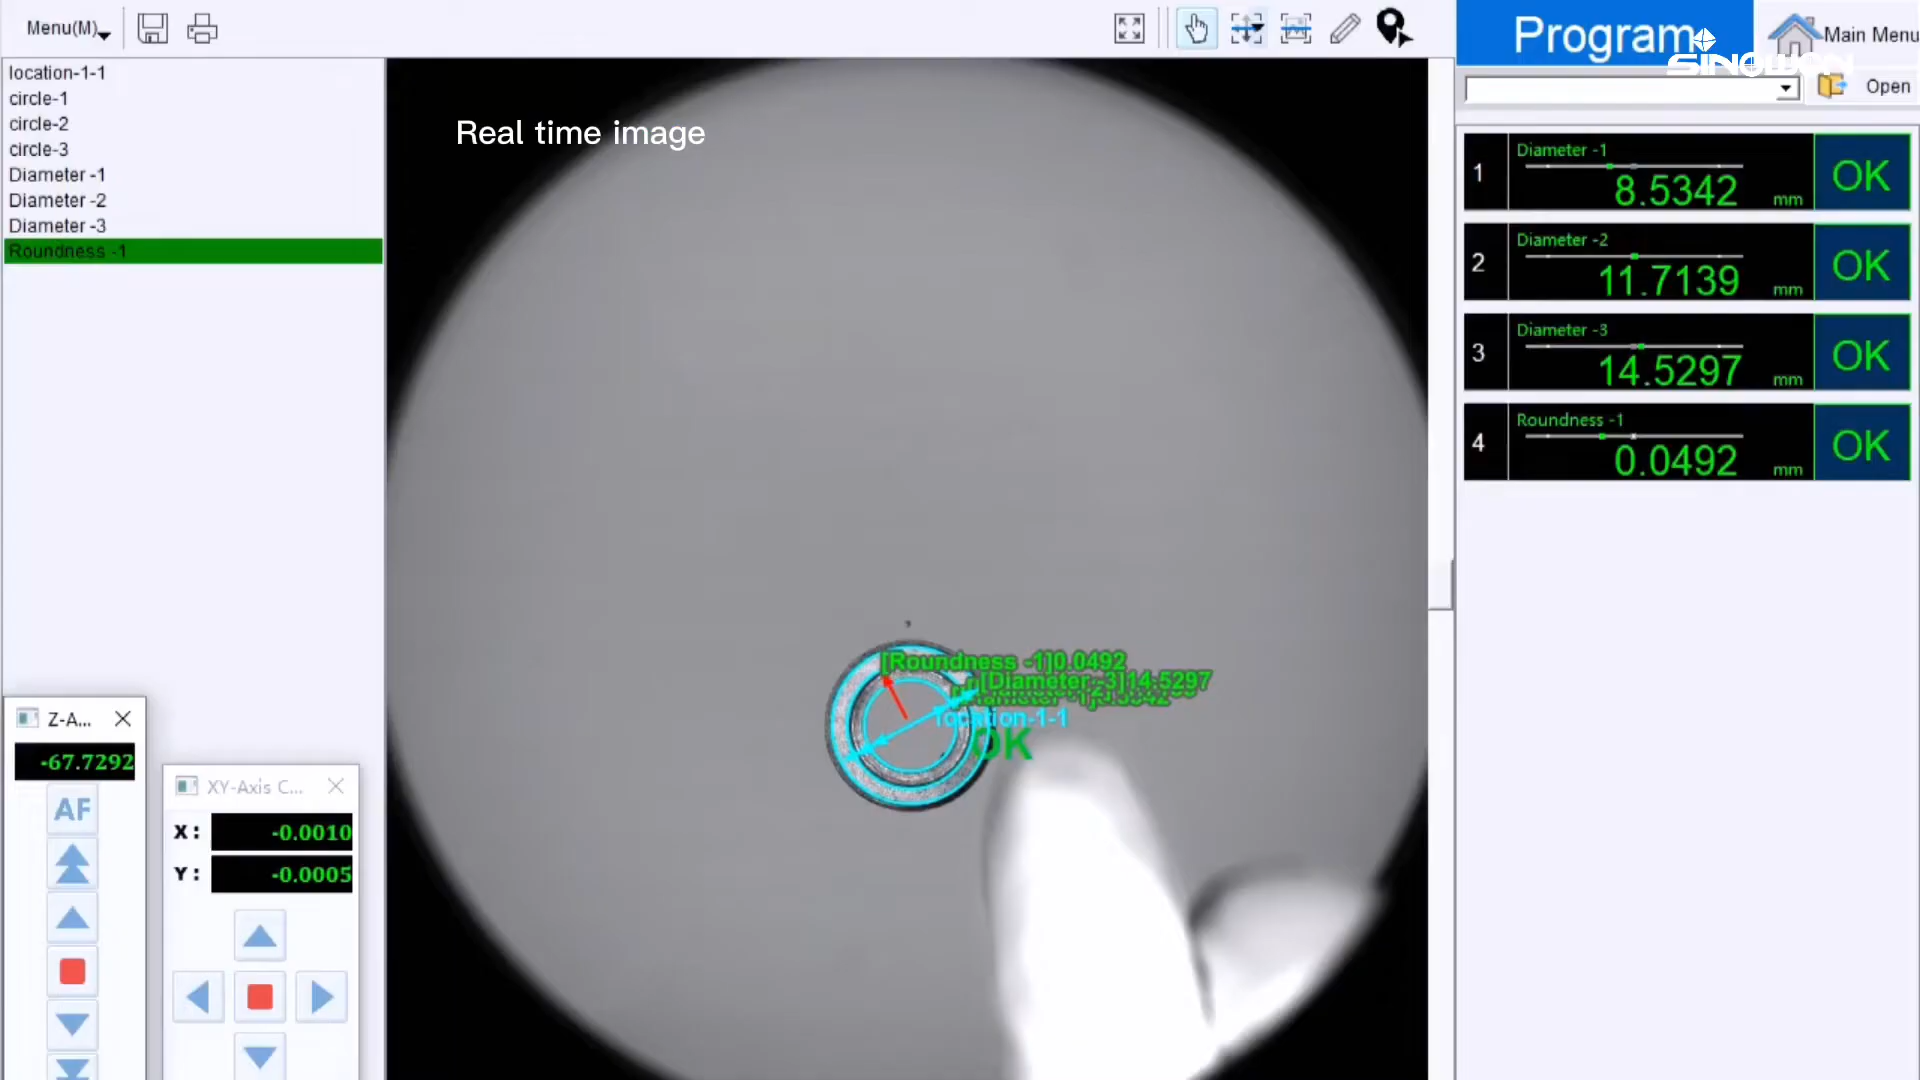 Menu(M)
Program
Main Menu
SINOWON
Open
location-1-1
circle-1
circle-2
circle-3
Diameter -1
Diameter -2
Diameter -3
Roundness -1
Real time image
1
Diameter -1
8.5342
mm
OK
2
Diameter -2
11.7139
mm
OK
3
Diameter -3
14.5297
mm
OK
4
Roundness -1
0.0492
mm
OK
[Roundness -1]0.0492
[Diameter -3]14.5297
location-1-1
OK
Z-A...
-67.7292
AF
XY-Axis C...
X:
-0.0010
Y:
-0.0005